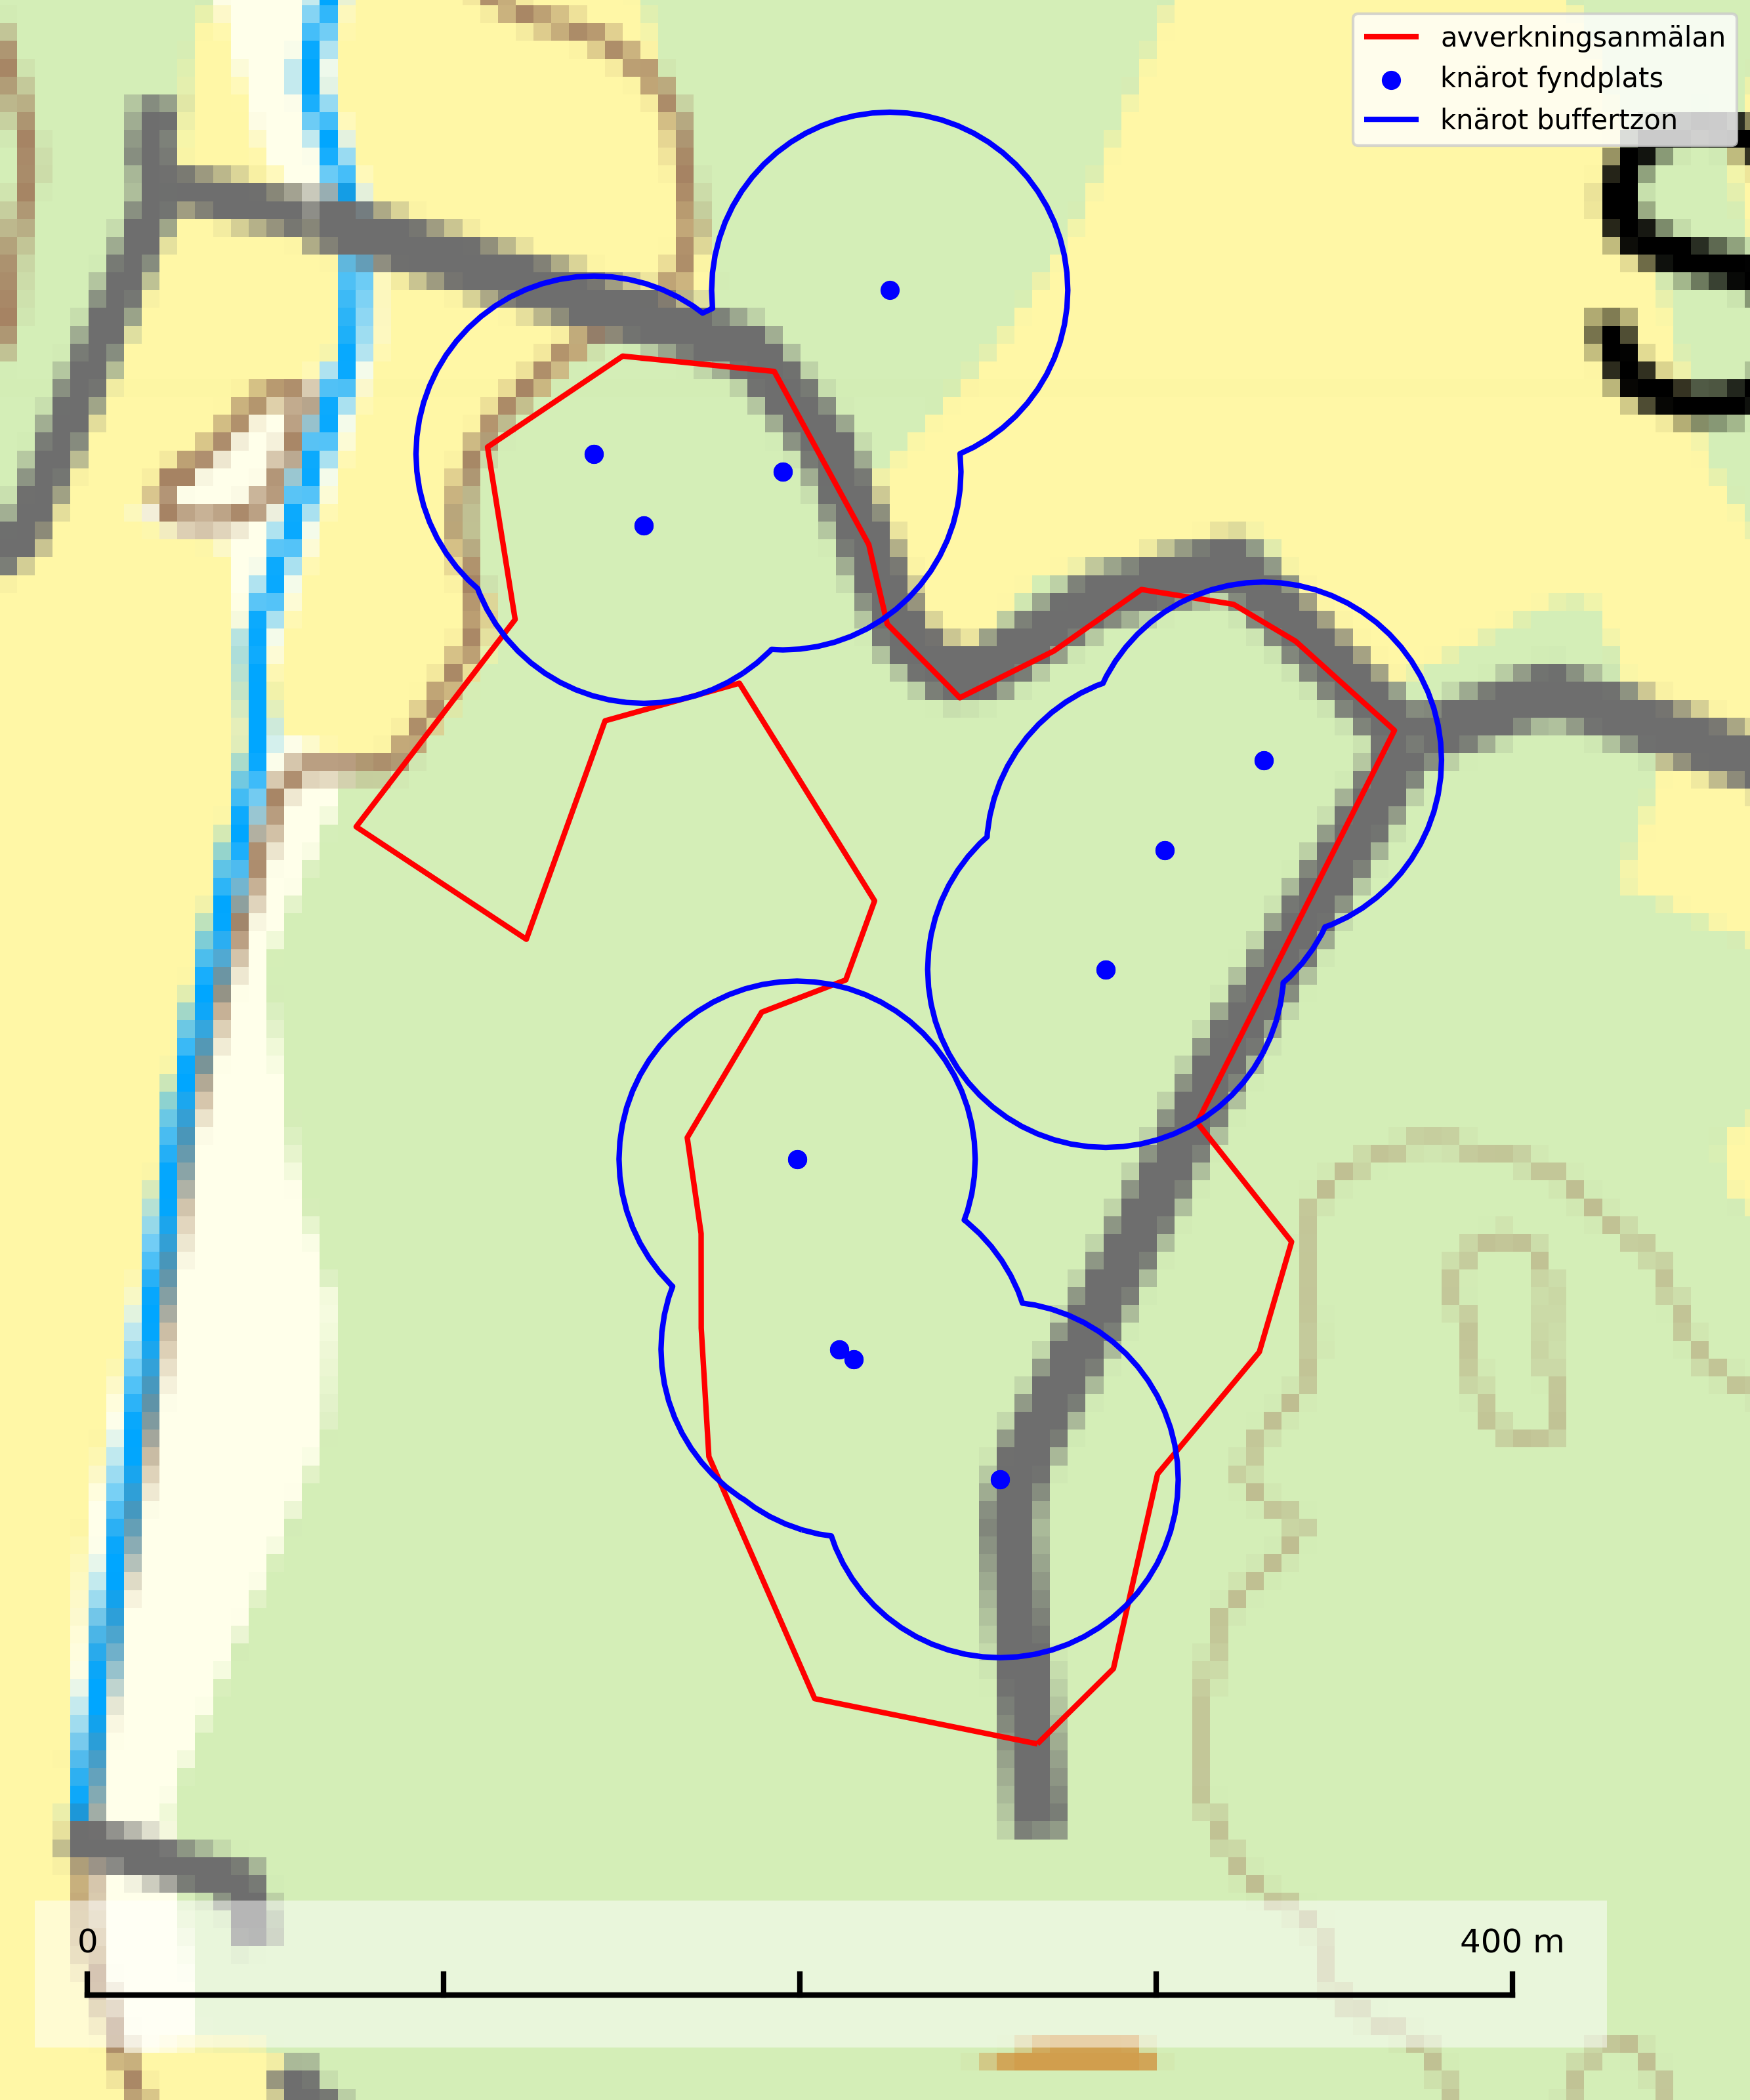 avverkningsanmälan
knärot fyndplats
knärot buffertzon
0
400 m